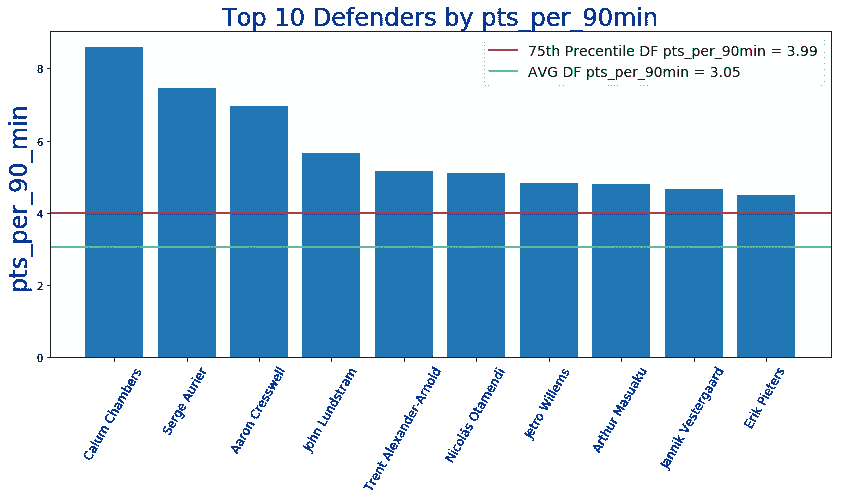 Top 10 Defenders by pts_per_90min
75th Precentile DF pts_per_90min = 3.99
AVG DF pts_per_90min = 3.05
pts_per_90_min
8
6
4
2
0
Calum Chambers
Serge Aurier
Aaron Cresswell
John Lundstram
Trent Alexander-Arnold
Nicolás Otamendi
Jetro Willems
Arthur Masuaku
Jannik Vestergaard
Erik Pieters